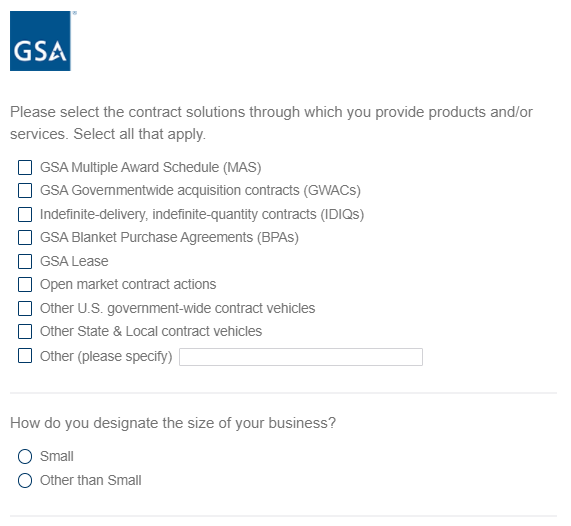 GSA
Please select the contract solutions through which you provide products and/or
services. Select all that apply.
GSA Multiple Award Schedule (MAS)
GSA Governmentwide acquisition contracts (GWACs)
Indefinite-delivery, indefinite-quantity contracts (IDIQs)
GSA Blanket Purchase Agreements (BPAs)
GSA Lease
Open market contract actions
Other U.S. government-wide contract vehicles
Other State & Local contract vehicles
Other (please specify)
How do you designate the size of your business?
Small
Other than Small